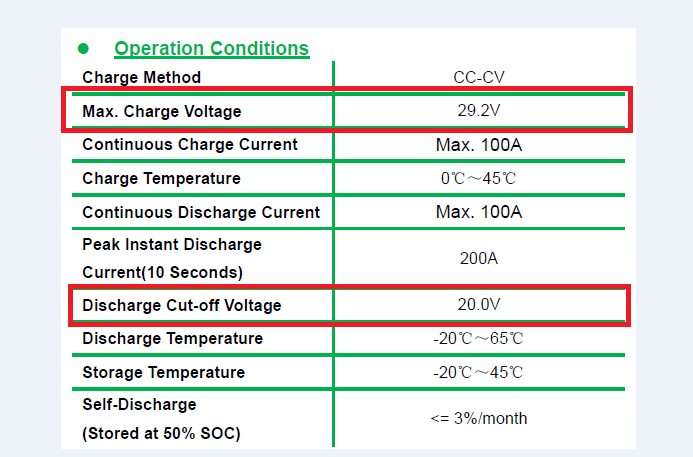 Operation Conditions
Charge Method CC-CV
Max. Charge Voltage 29.2V
Continuous Charge Current Max. 100A
Charge Temperature 0℃～45℃
Continuous Discharge Current Max. 100A
Peak Instant Discharge
Current(10 Seconds) 200A
Discharge Cut-off Voltage 20.0V
Discharge Temperature -20℃～65℃
Storage Temperature -20℃～45℃
Self-Discharge
(Stored at 50% SOC) <= 3%/month